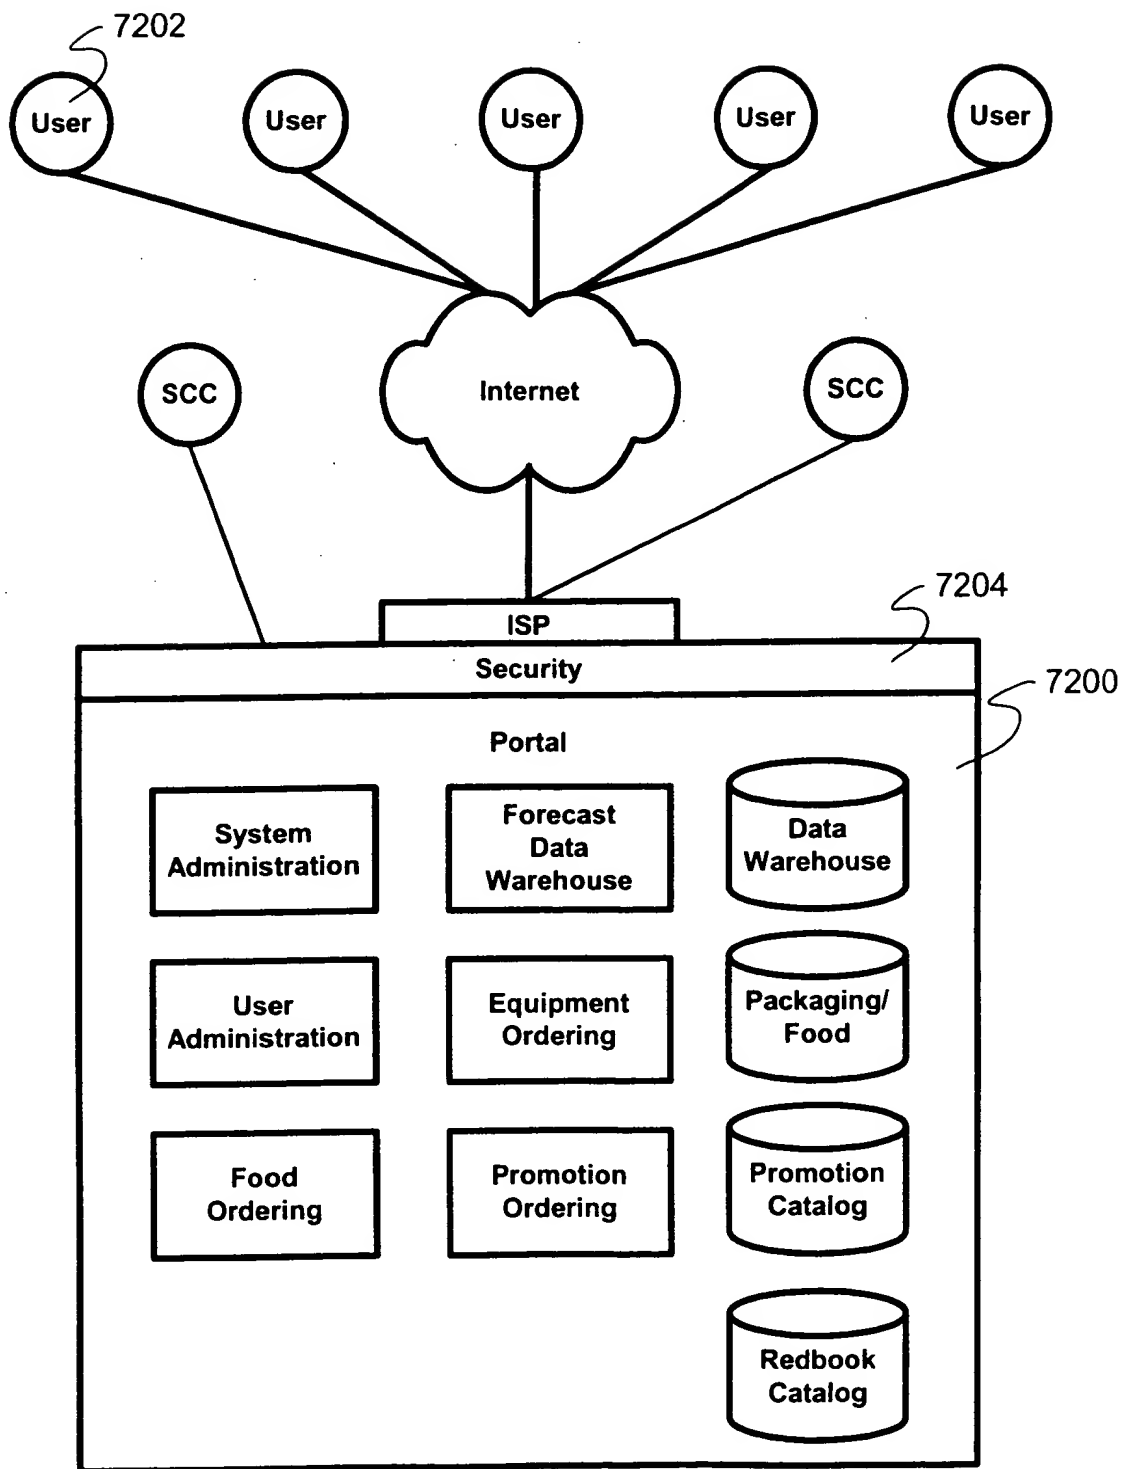 7202
User
User
User
User
User
SCC
Internet
SCC
7204
ISP
Security
7200
Portal
System
Administration
Forecast
Data
Warehouse
Data
Warehouse
User
Administration
Equipment
Ordering
Packaging/
Food
Food
Ordering
Promotion
Ordering
Promotion
Catalog
Redbook
Catalog